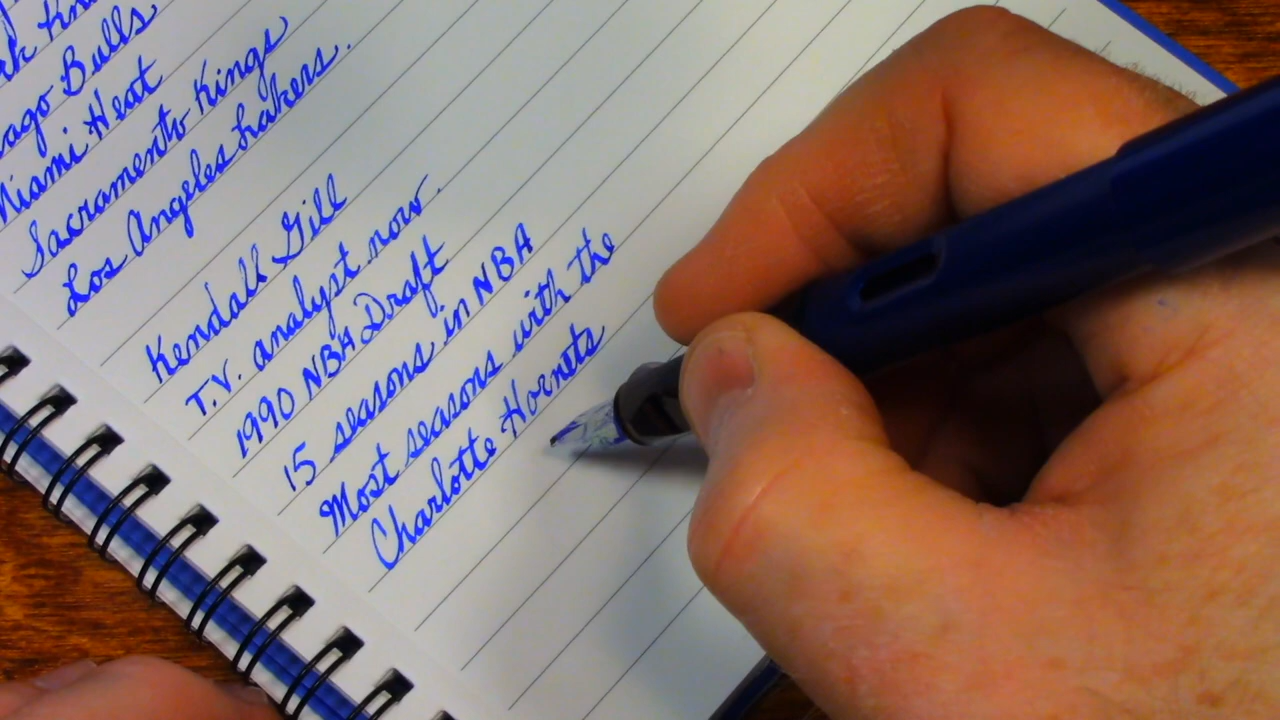 Bulls
Miami Heat
Sacramento Kings
Los Angeles Lakers.
Kendall Gill
T.V. analyst now.
1990 NBA Draft
15 seasons in NBA
Most seasons with the
Charlotte Hornets